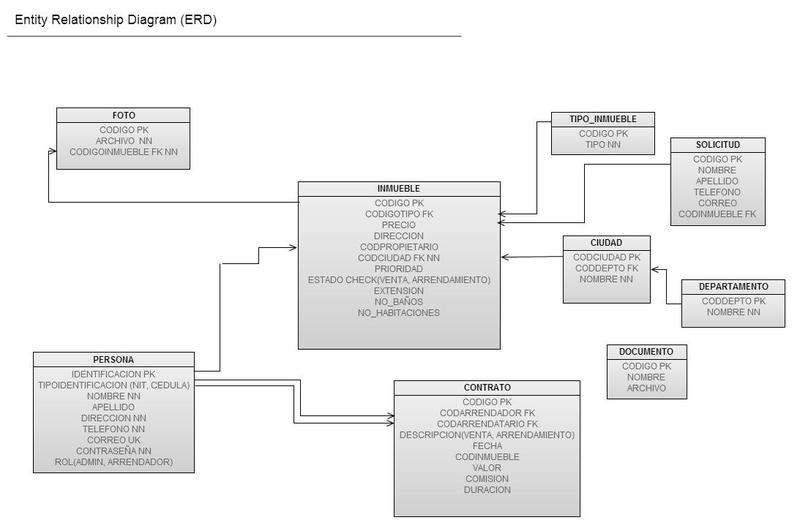 Entity Relationship Diagram (ERD)
FOTO
CODIGO PK
ARCHIVO  NN
CODIGOINMUEBLE FK NN
TIPO_INMUEBLE
CODIGO PK
TIPO NN
SOLICITUD
CODIGO PK
NOMBRE
APELLIDO
TELEFONO
CORREO
CODINMUEBLE FK
INMUEBLE
CODIGO PK
CODIGOTIPO FK
PRECIO
DIRECCION
CODPROPIETARIO
CODCIUDAD FK NN
PRIORIDAD
ESTADO CHECK(VENTA, ARRENDAMIENTO)
EXTENSION
NO_BAÑOS
NO_HABITACIONES
CIUDAD
CODCIUDAD PK
CODDEPTO FK
NOMBRE NN
DEPARTAMENTO
CODDEPTO PK
NOMBRE NN
DOCUMENTO
CODIGO PK
NOMBRE
ARCHIVO
PERSONA
IDENTIFICACION PK
TIPOIDENTIFICACION (NIT, CEDULA)
NOMBRE NN
APELLIDO
DIRECCION NN
TELEFONO NN
CORREO UK
CONTRASEÑA NN
ROL(ADMIN, ARRENDADOR)
CONTRATO
CODIGO PK
CODARRENDADOR FK
CODARRENDATARIO FK
DESCRIPCION(VENTA, ARRENDAMIENTO)
FECHA
CODINMUEBLE
VALOR
COMISION
DURACION